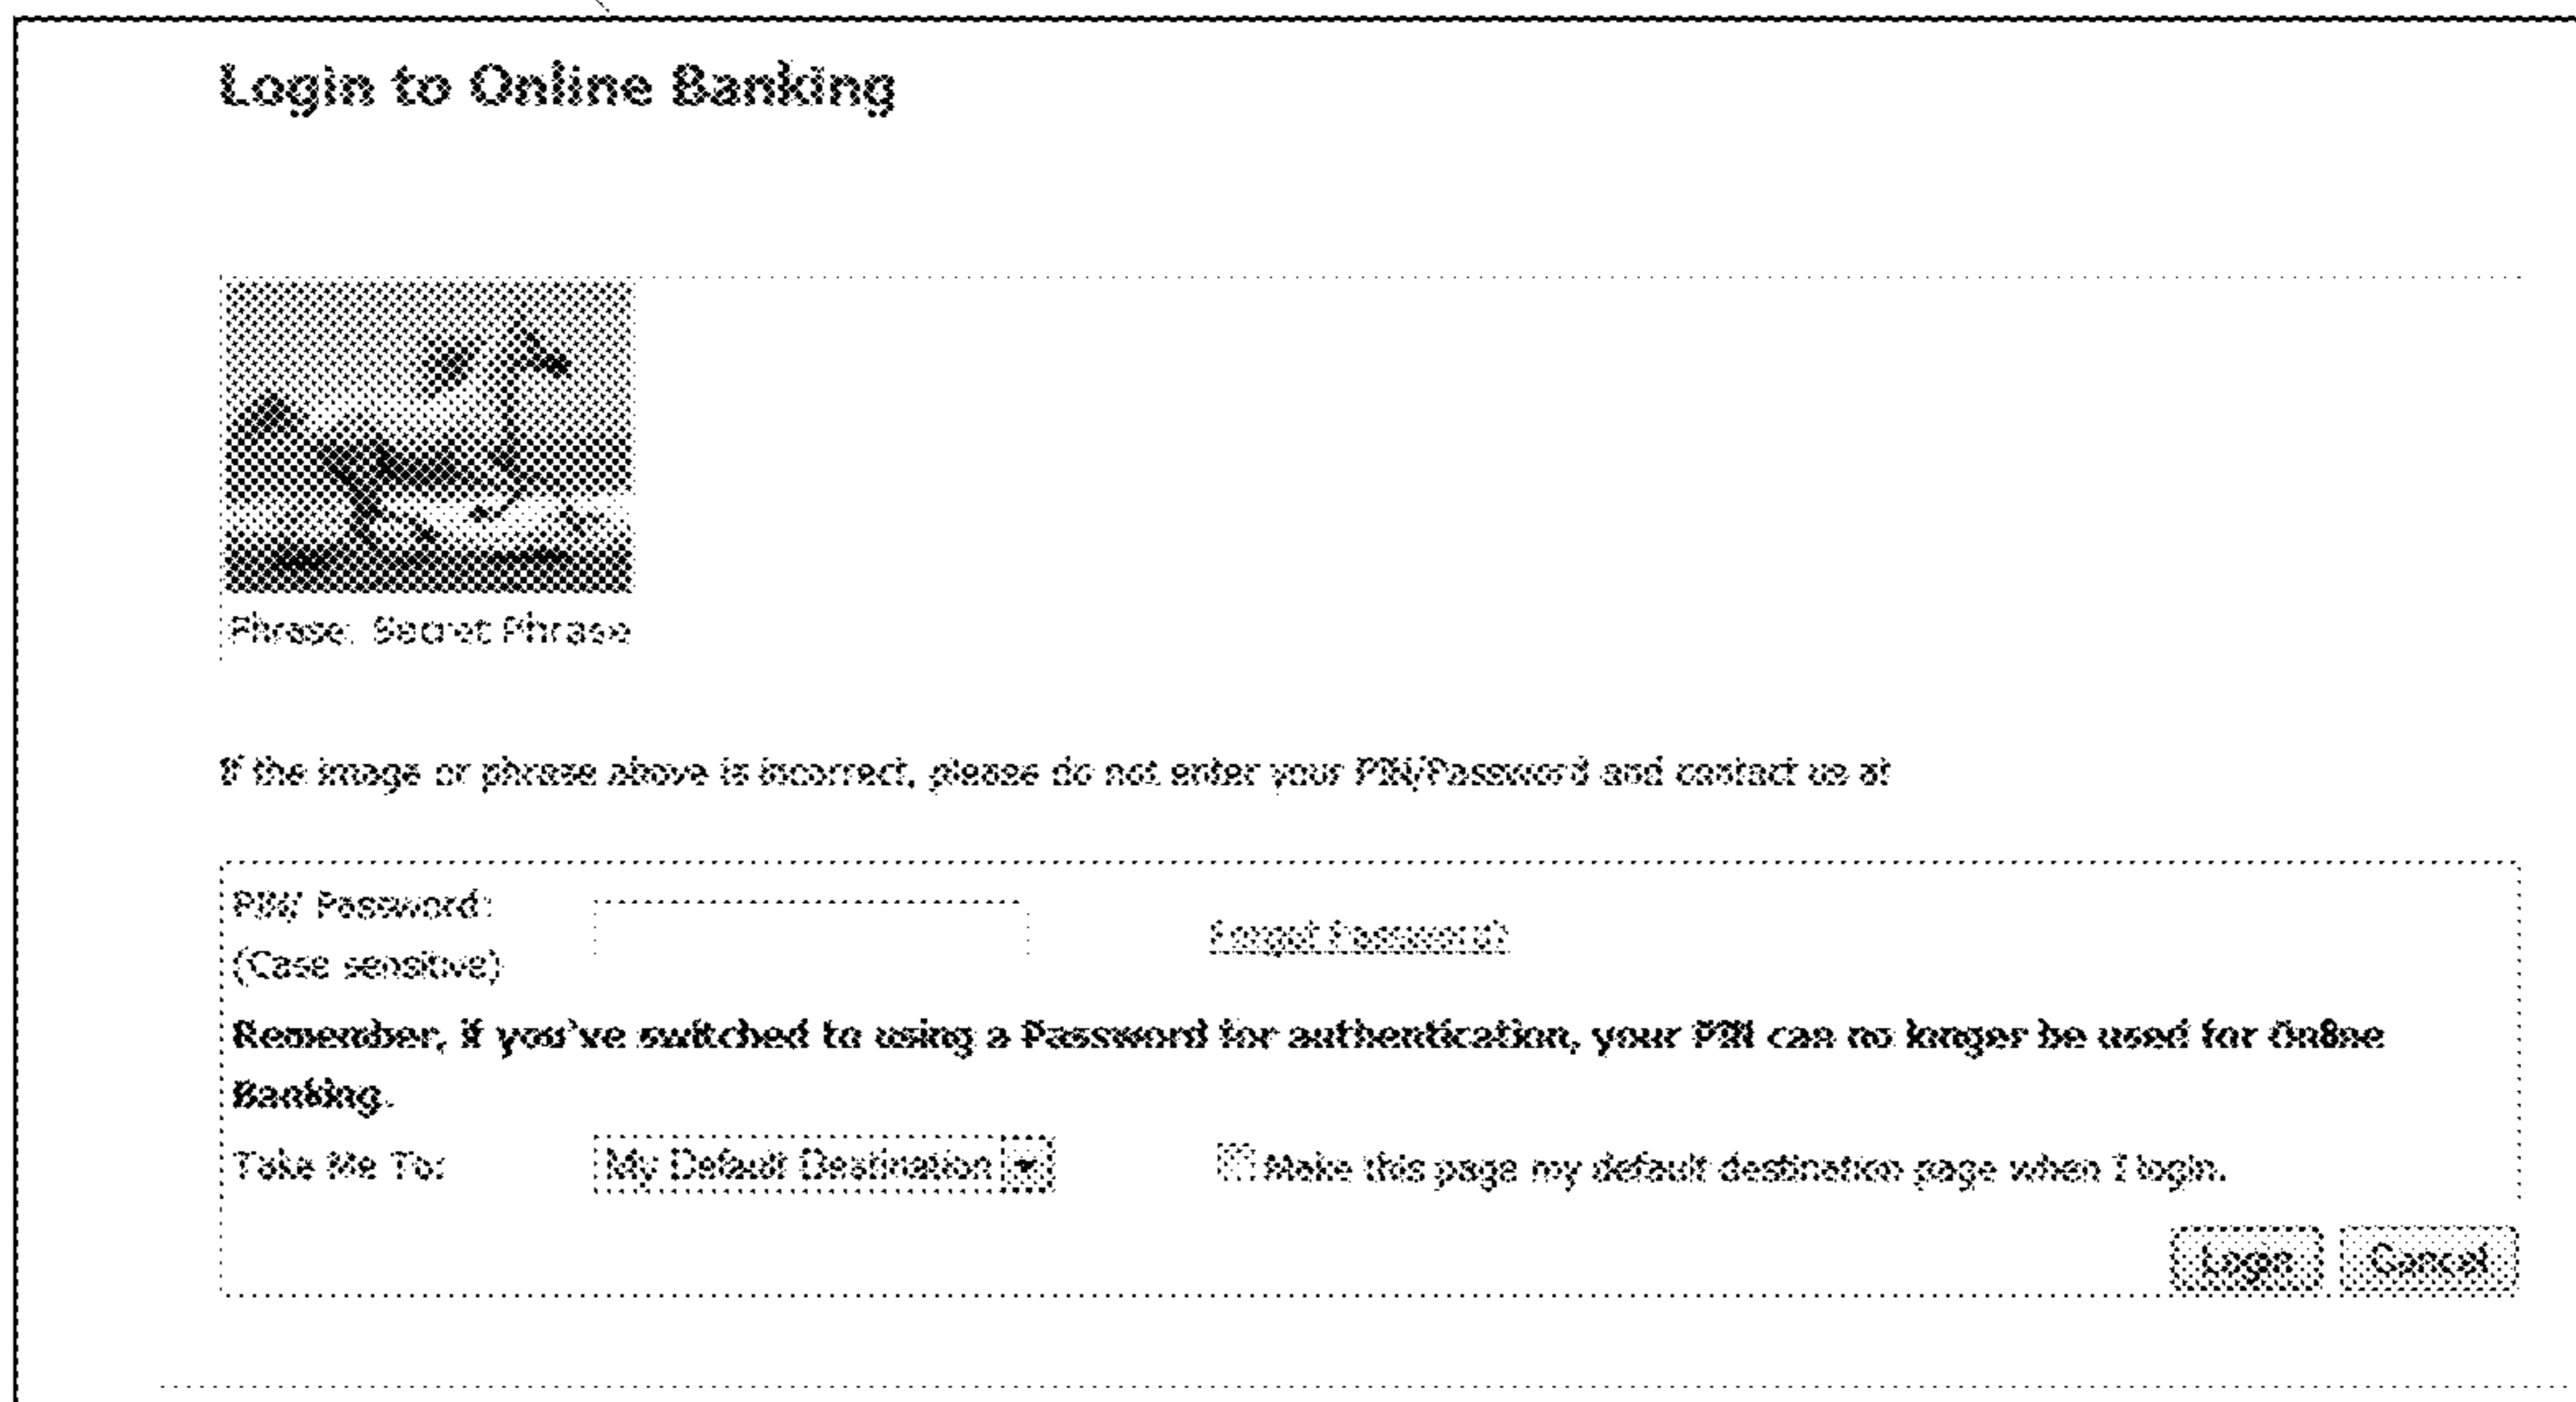 Login to Online Banking
Phrase: Secret Phrase
If the image or phrase above is incorrect, please do not enter your PIN/Password and contact us at
PIN/ Password: Forgot Password?
(Case sensitive)
Remember, if you've switched to using a Password for authentication, your PIN can no longer be used for Online
Banking.
Take Me To: My Default Destination Make this page my default destination page when I login.
Login Cancel